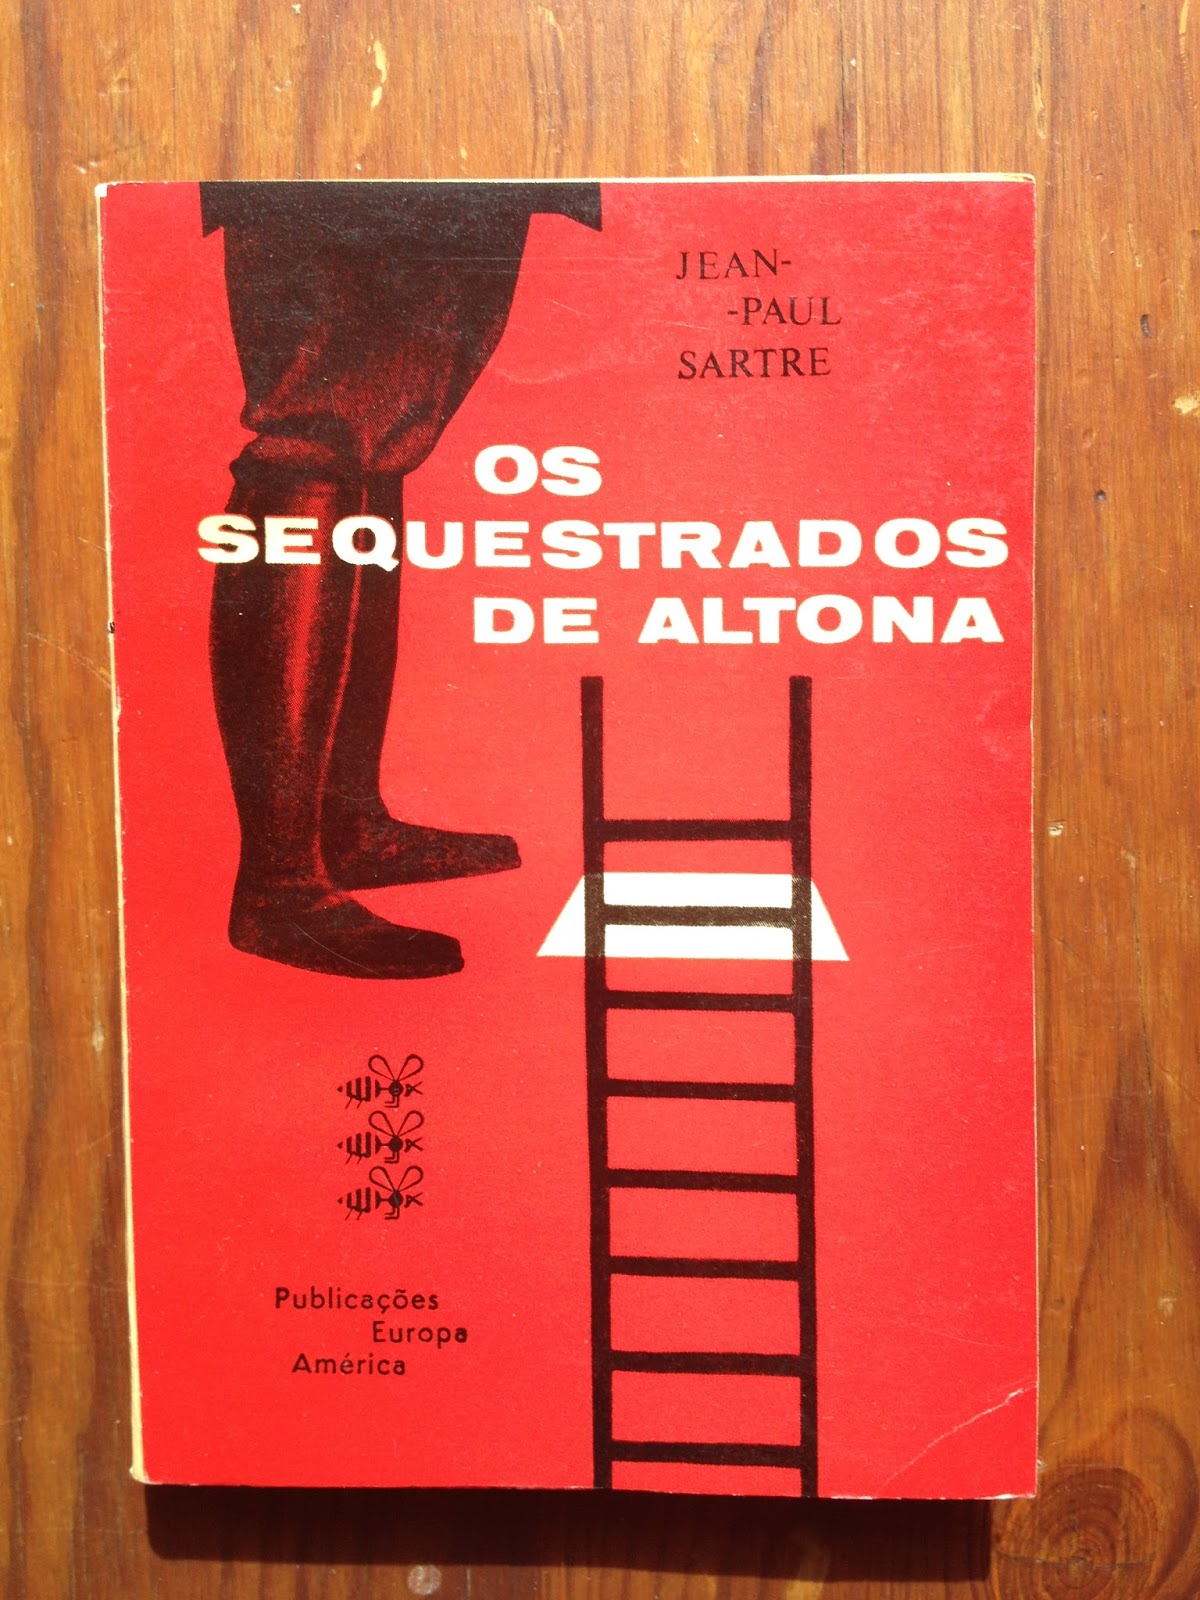 JEAN-
-PAUL
SARTRE
OS
SEQUESTRADOS
DE ALTONA
Publicações
Europa
América